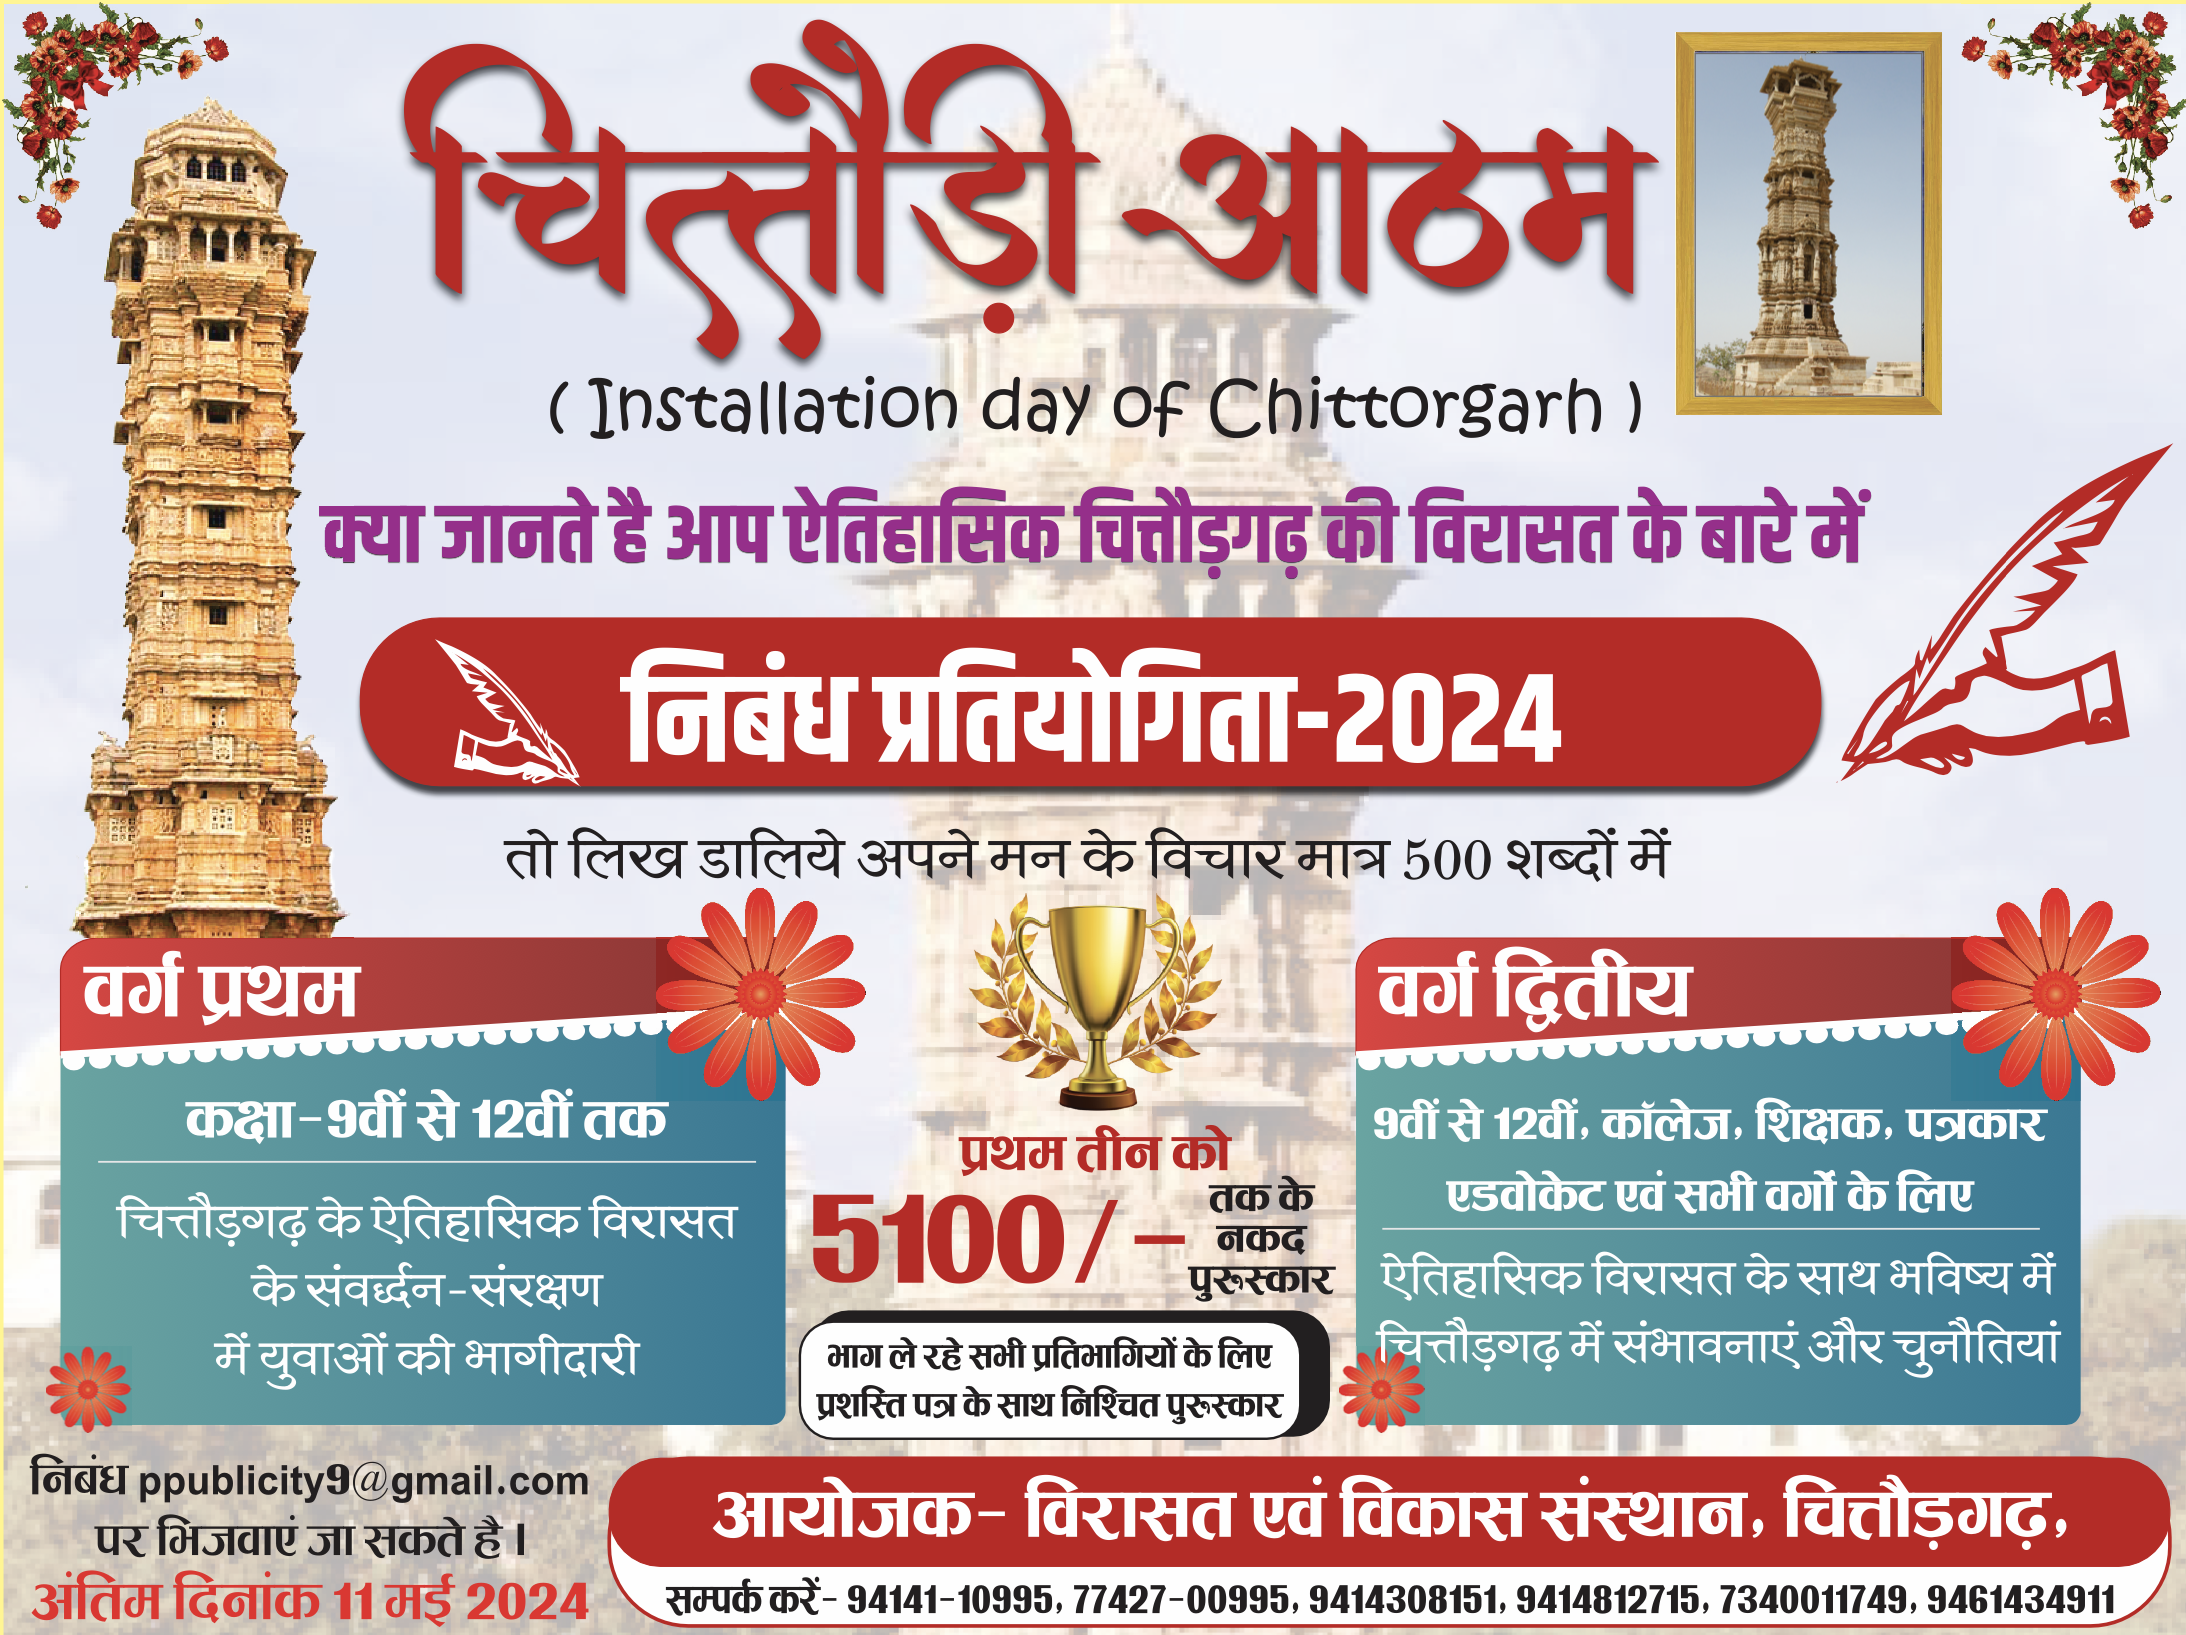 चित्तौड़ी आठम
( Installation day of Chittorgarh )
क्या जानते है आप ऐतिहासिक चित्तौड़गढ़ की विरासत के बारे में
निबंध प्रतियोगिता-2024
तो लिख डालिये अपने मन के विचार मात्र 500 शब्दों में
वर्ग प्रथम
कक्षा-9वीं से 12वीं तक
चित्तौड़गढ़ के ऐतिहासिक विरासत
के संवर्द्धन-संरक्षण
में युवाओं की भागीदारी
प्रथम तीन को
5100/-
तक के
नकद
पुरूस्कार
भाग ले रहे सभी प्रतिभागियों के लिए
प्रशस्ति पत्र के साथ निश्चित पुरूस्कार
वर्ग द्वितीय
9वीं से 12वीं, कॉलेज, शिक्षक, पत्रकार
एडवोकेट एवं सभी वर्गो के लिए
ऐतिहासिक विरासत के साथ भविष्य में
चित्तौड़गढ़ में संभावनाएं और चुनौतियां
निबंध ppublicity9@gmail.com
पर भिजवाएं जा सकते है।
अंतिम दिनांक 11 मई 2024
आयोजक- विरासत एवं विकास संस्थान, चित्तौड़गढ़,
सम्पर्क करें- 94141-10995, 77427-00995, 9414308151, 9414812715, 7340011749, 9461434911